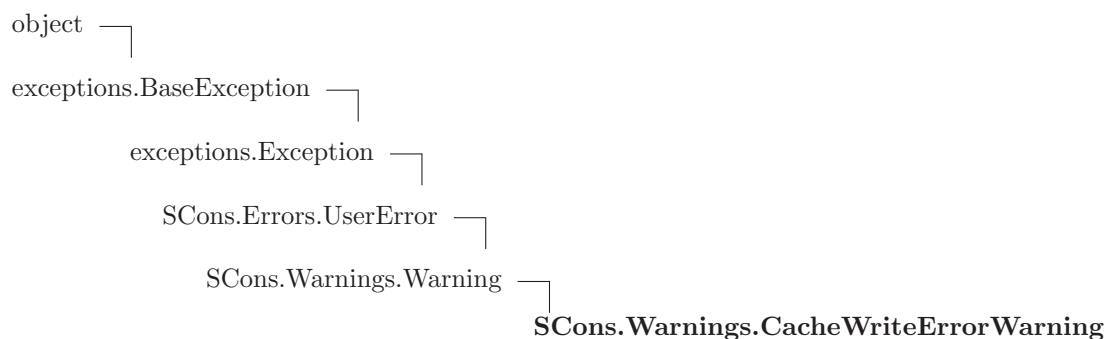 object
exceptions.BaseException
exceptions.Exception
SCons.Errors.UserError
SCons.Warnings.Warning
SCons.Warnings.CacheWriteErrorWarning